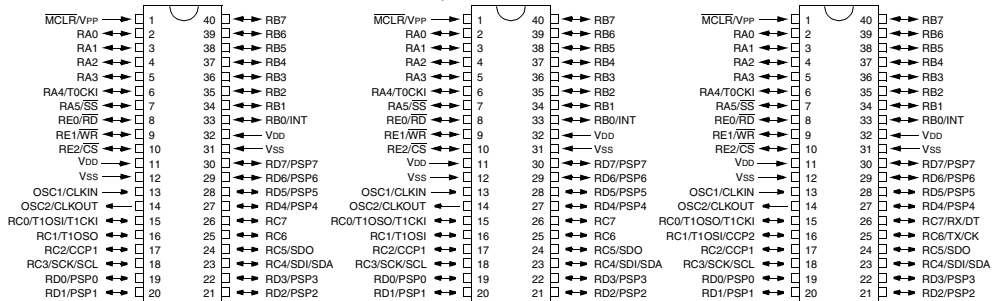 MCLR/VPP 1 40 RB7
RA0 2 39 RB6
RA1 3 38 RB5
RA2 4 37 RB4
RA3 5 36 RB3
RA4/T0CKI 6 35 RB2
RA5/SS 7 34 RB1
RE0/RD 8 33 RB0/INT
RE1/WR 9 32 VDD
RE2/CS 10 31 VSS
VDD 11 30 RD7/PSP7
VSS 12 29 RD6/PSP6
OSC1/CLKIN 13 28 RD5/PSP5
OSC2/CLKOUT 14 27 RD4/PSP4
RC0/T1OSI/T1CKI 15 26 RC7
RC1/T1OSO 16 25 RC6
RC2/CCP1 17 24 RC5/SDO
RC3/SCK/SCL 18 23 RC4/SDI/SDA
RD0/PSP0 19 22 RD3/PSP3
RD1/PSP1 20 21 RD2/PSP2
MCLR/VPP 1 40 RB7
RA0 2 39 RB6
RA1 3 38 RB5
RA2 4 37 RB4
RA3 5 36 RB3
RA4/T0CKI 6 35 RB2
RA5/SS 7 34 RB1
RE0/RD 8 33 RB0/INT
RE1/WR 9 32 VDD
RE2/CS 10 31 VSS
VDD 11 30 RD7/PSP7
VSS 12 29 RD6/PSP6
OSC1/CLKIN 13 28 RD5/PSP5
OSC2/CLKOUT 14 27 RD4/PSP4
RC0/T1OSO/T1CKI 15 26 RC7
RC1/T1OSI 16 25 RC6
RC2/CCP1 17 24 RC5/SDO
RC3/SCK/SCL 18 23 RC4/SDI/SDA
RD0/PSP0 19 22 RD3/PSP3
RD1/PSP1 20 21 RD2/PSP2
MCLR/VPP 1 40 RB7
RA0 2 39 RB6
RA1 3 38 RB5
RA2 4 37 RB4
RA3 5 36 RB3
RA4/T0CKI 6 35 RB2
RA5/SS 7 34 RB1
RE0/RD 8 33 RB0/INT
RE1/WR 9 32 VDD
RE2/CS 10 31 VSS
VDD 11 30 RD7/PSP7
VSS 12 29 RD6/PSP6
OSC1/CLKIN 13 28 RD5/PSP5
OSC2/CLKOUT 14 27 RD4/PSP4
RC0/T1OSO/T1CKI 15 26 RC7/RX/DT
RC1/T1OSI/CCP2 16 25 RC6/TX/CK
RC2/CCP1 17 24 RC5/SDO
RC3/SCK/SCL 18 23 RC4/SDI/SDA
RD0/PSP0 19 22 RD3/PSP3
RD1/PSP1 20 21 RD2/PSP2